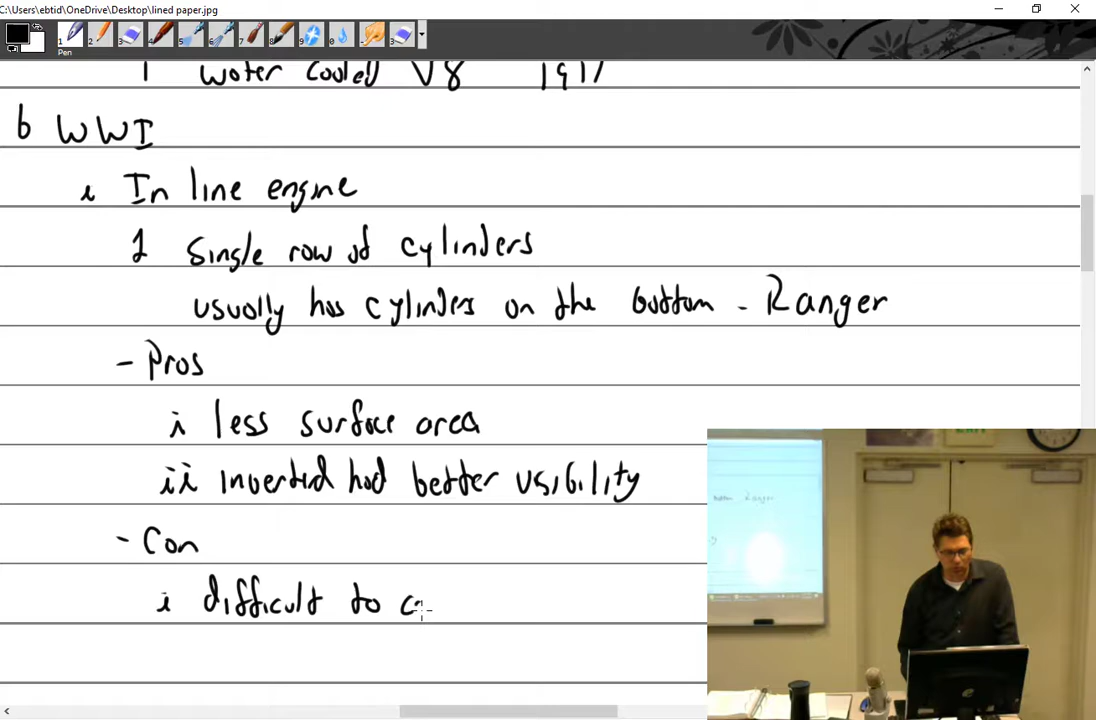 C:\Users\ebtid\OneDrive\Desktop\lined paper.jpg
Pen
1 Water Cooled V8 1917
b WWI
i In line engine
1 Single row of cylinders
usually has cylinders on the bottom - Ranger
- Pros
i less surface area
ii inverted had better visibility
- Con
i difficult to